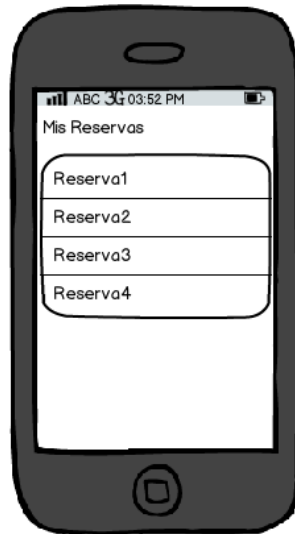 ABC 3G 03:52 PM
Mis Reservas
Reserva1
Reserva2
Reserva3
Reserva4